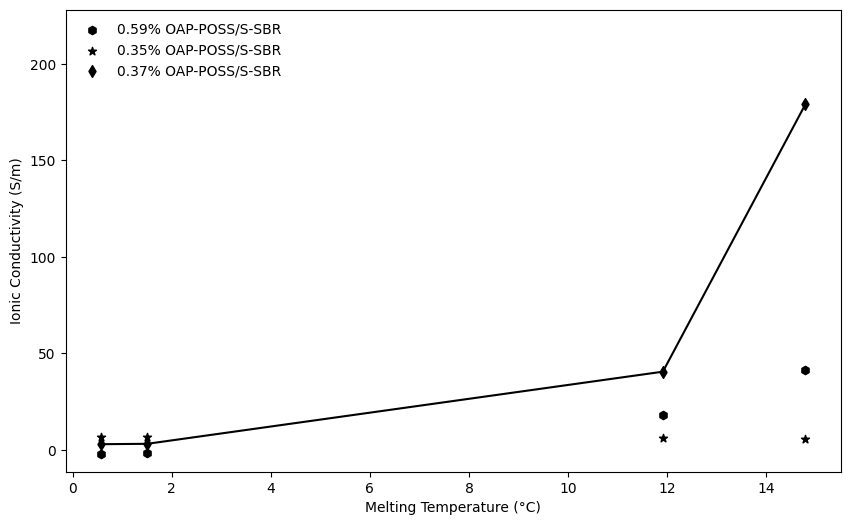 0.59% OAP-POSS/S-SBR
0.35% OAP-POSS/S-SBR
0.37% OAP-POSS/S-SBR
200
150
100
50
0
Ionic Conductivity (S/m)
0 2 4 6 8 10 12 14
Melting Temperature (°C)